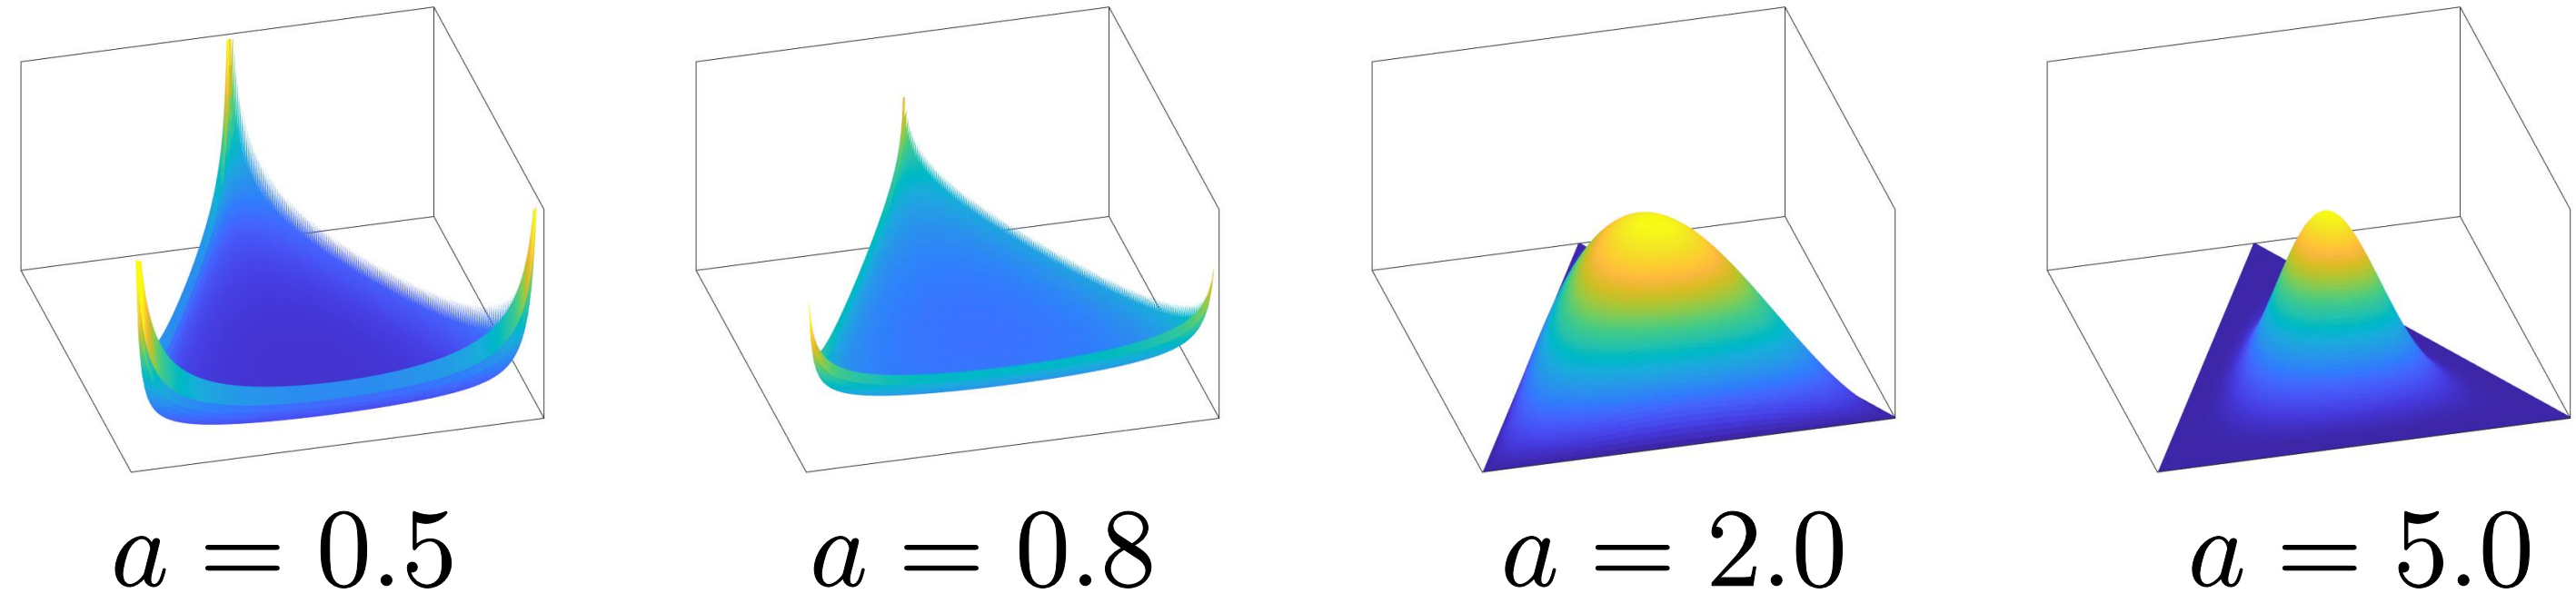 a = 0.5
a = 0.8
a = 2.0
a = 5.0